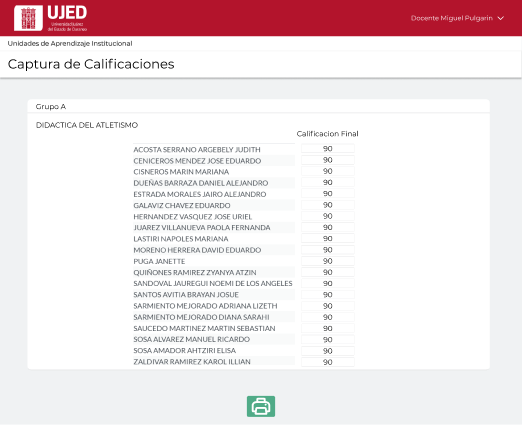 UJED
Universidad Juárez
del Estado de Durango
Docente Miguel Pulgarin
Unidades de Aprendizaje Institucional
Captura de Calificaciones
Grupo A
DIDACTICA DEL ATLETISMO
Calificacion Final
ACOSTA SERRANO ARGEBELY JUDITH 90
CENICEROS MENDEZ JOSE EDUARDO 90
CISNEROS MARIN MARIANA 90
DUEÑAS BARRAZA DANIEL ALEJANDRO 90
ESTRADA MORALES JAIRO ALEJANDRO 90
GALAVIZ CHAVEZ EDUARDO 90
HERNANDEZ VASQUEZ JOSE URIEL 90
JUAREZ VILLANUEVA PAOLA FERNANDA 90
LASTIRI NAPOLES MARIANA 90
MORENO HERRERA DAVID EDUARDO 90
PUGA JANETTE 90
QUIÑONES RAMIREZ ZYANYA ATZIN 90
SANDOVAL JAUREGUI NOEMI DE LOS ANGELES 90
SANTOS AVITIA BRAYAN JOSUE 90
SARMIENTO MEJORADO ADRIANA LIZETH 90
SARMIENTO MEJORADO DIANA SARAHI 90
SAUCEDO MARTINEZ MARTIN SEBASTIAN 90
SOSA ALVAREZ MANUEL RICARDO 90
SOSA AMADOR AHTZIRI ELISA 90
ZALDIVAR RAMIREZ KAROL ILLIAN 90